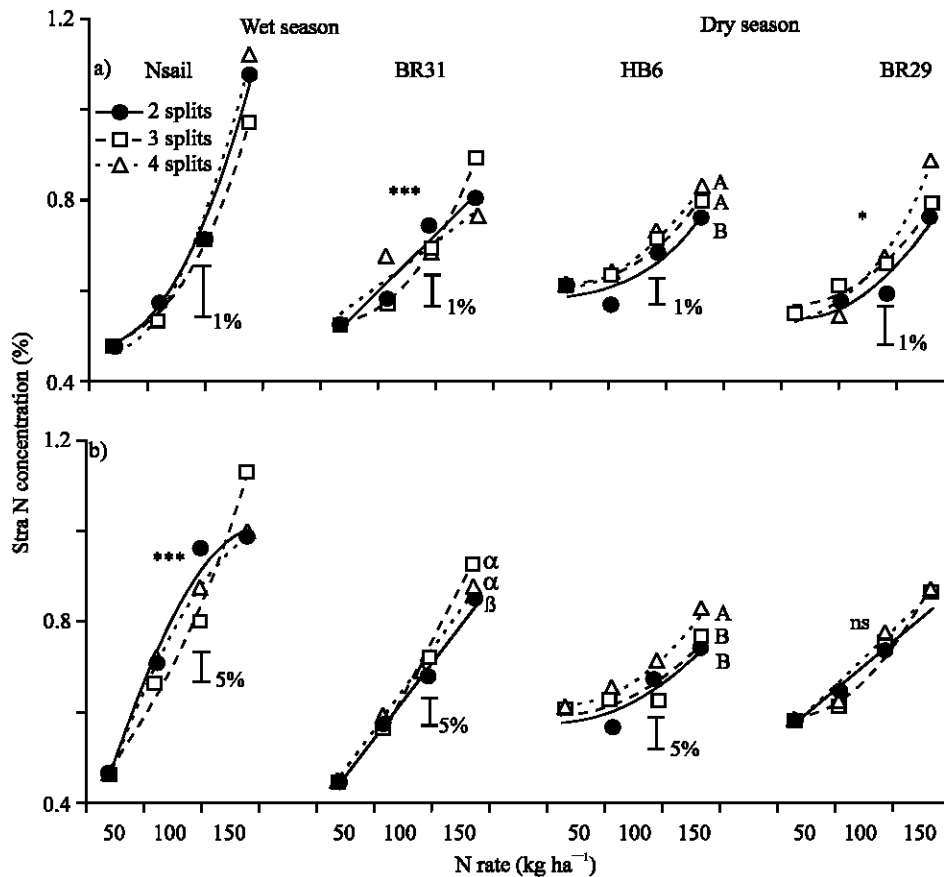 1.2
Wet season
Dry season
a)
Nsail
BR31
HB6
BR29
2 splits
3 splits
4 splits
***
A
A
B
*
0.8
1%
1%
1%
1%
0.4
Stra N concentration (%)
1.2
b)
***
α
α
ß
A
B
B
ns
0.8
5%
5%
5%
0.4
50 100 150 50 100 150 50 100 150 50 100 150
N rate (kg ha⁻¹)